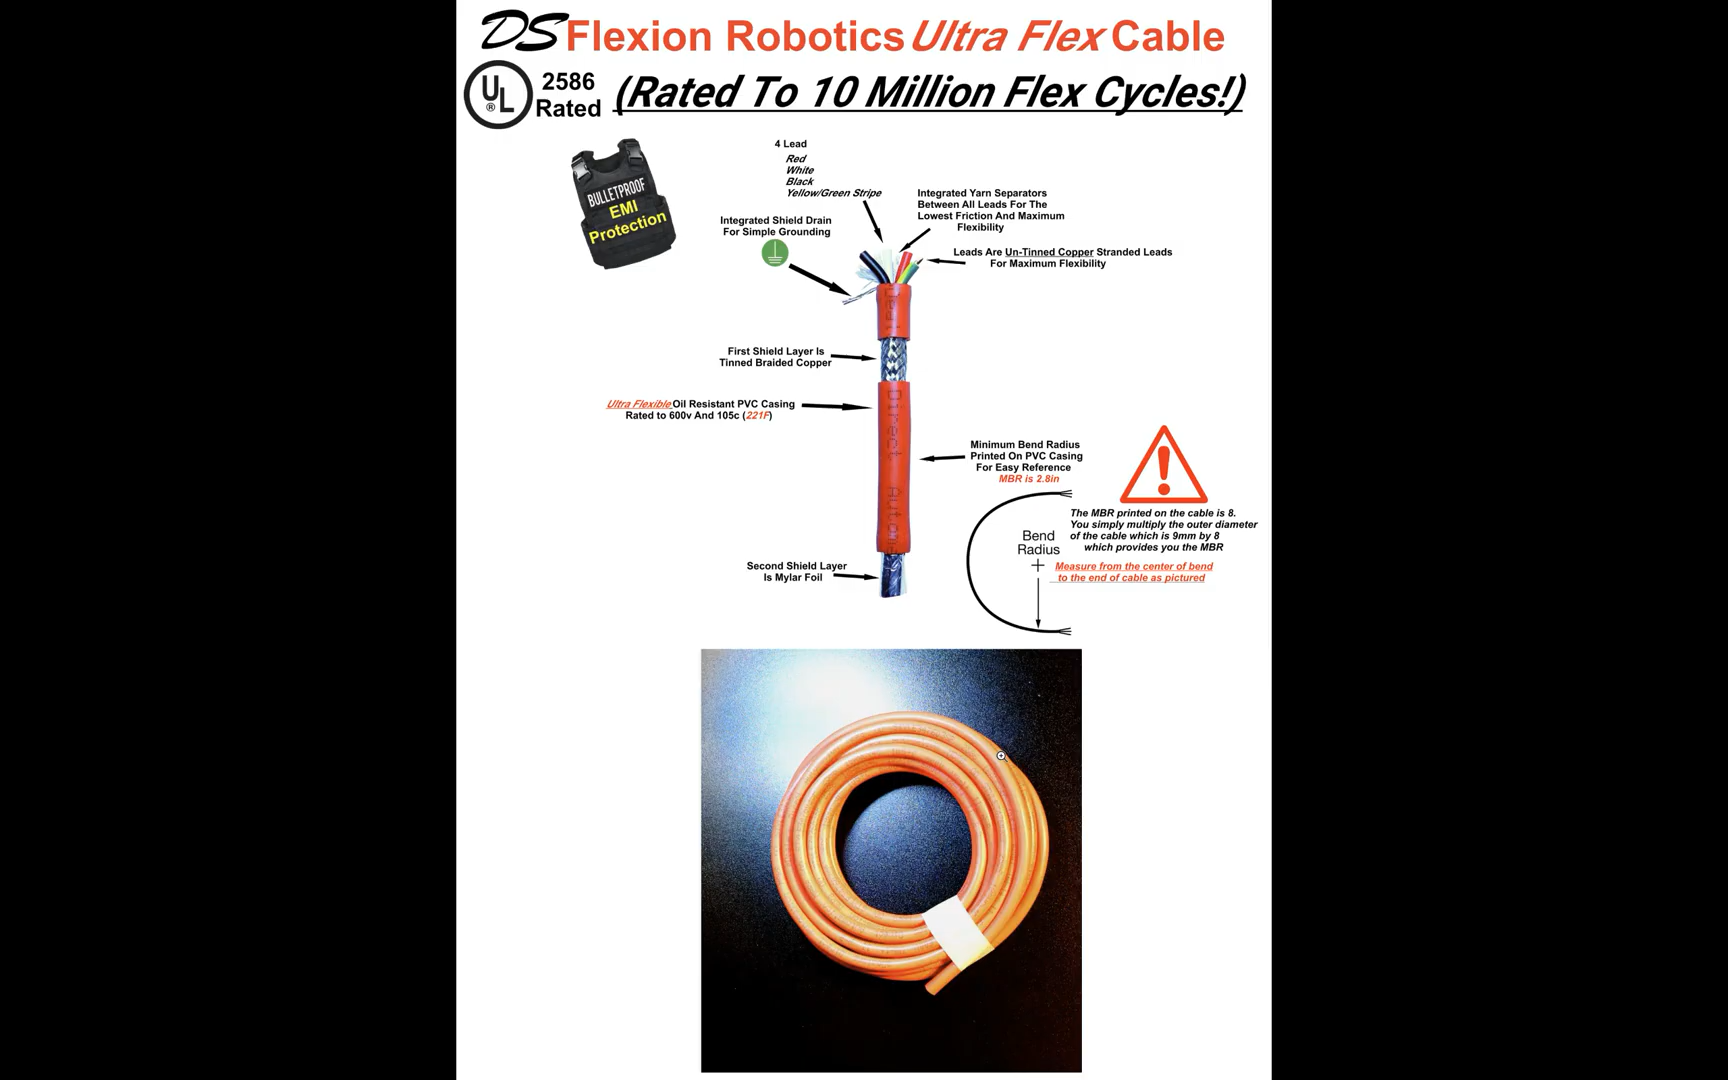 DS Flexion Robotics Ultra Flex Cable
UL ®
2586
Rated
(Rated To 10 Million Flex Cycles!)
BULLETPROOF
EMI
Protection
4 Lead
Red
White
Black
Yellow/Green Stripe
Integrated Shield Drain
For Simple Grounding
Integrated Yarn Separators
Between All Leads For The
Lowest Friction And Maximum
Flexibility
Leads Are Un-Tinned Copper Stranded Leads
For Maximum Flexibility
First Shield Layer Is
Tinned Braided Copper
Ultra Flexible Oil Resistant PVC Casing
Rated to 600v And 105c (221F)
Direct Autom
Minimum Bend Radius
Printed On PVC Casing
For Easy Reference
MBR is 2.8in
The MBR printed on the cable is 8.
You simply multiply the outer diameter
of the cable which is 9mm by 8
which provides you the MBR
Bend
Radius
Measure from the center of bend
to the end of cable as pictured
Second Shield Layer
Is Mylar Foil